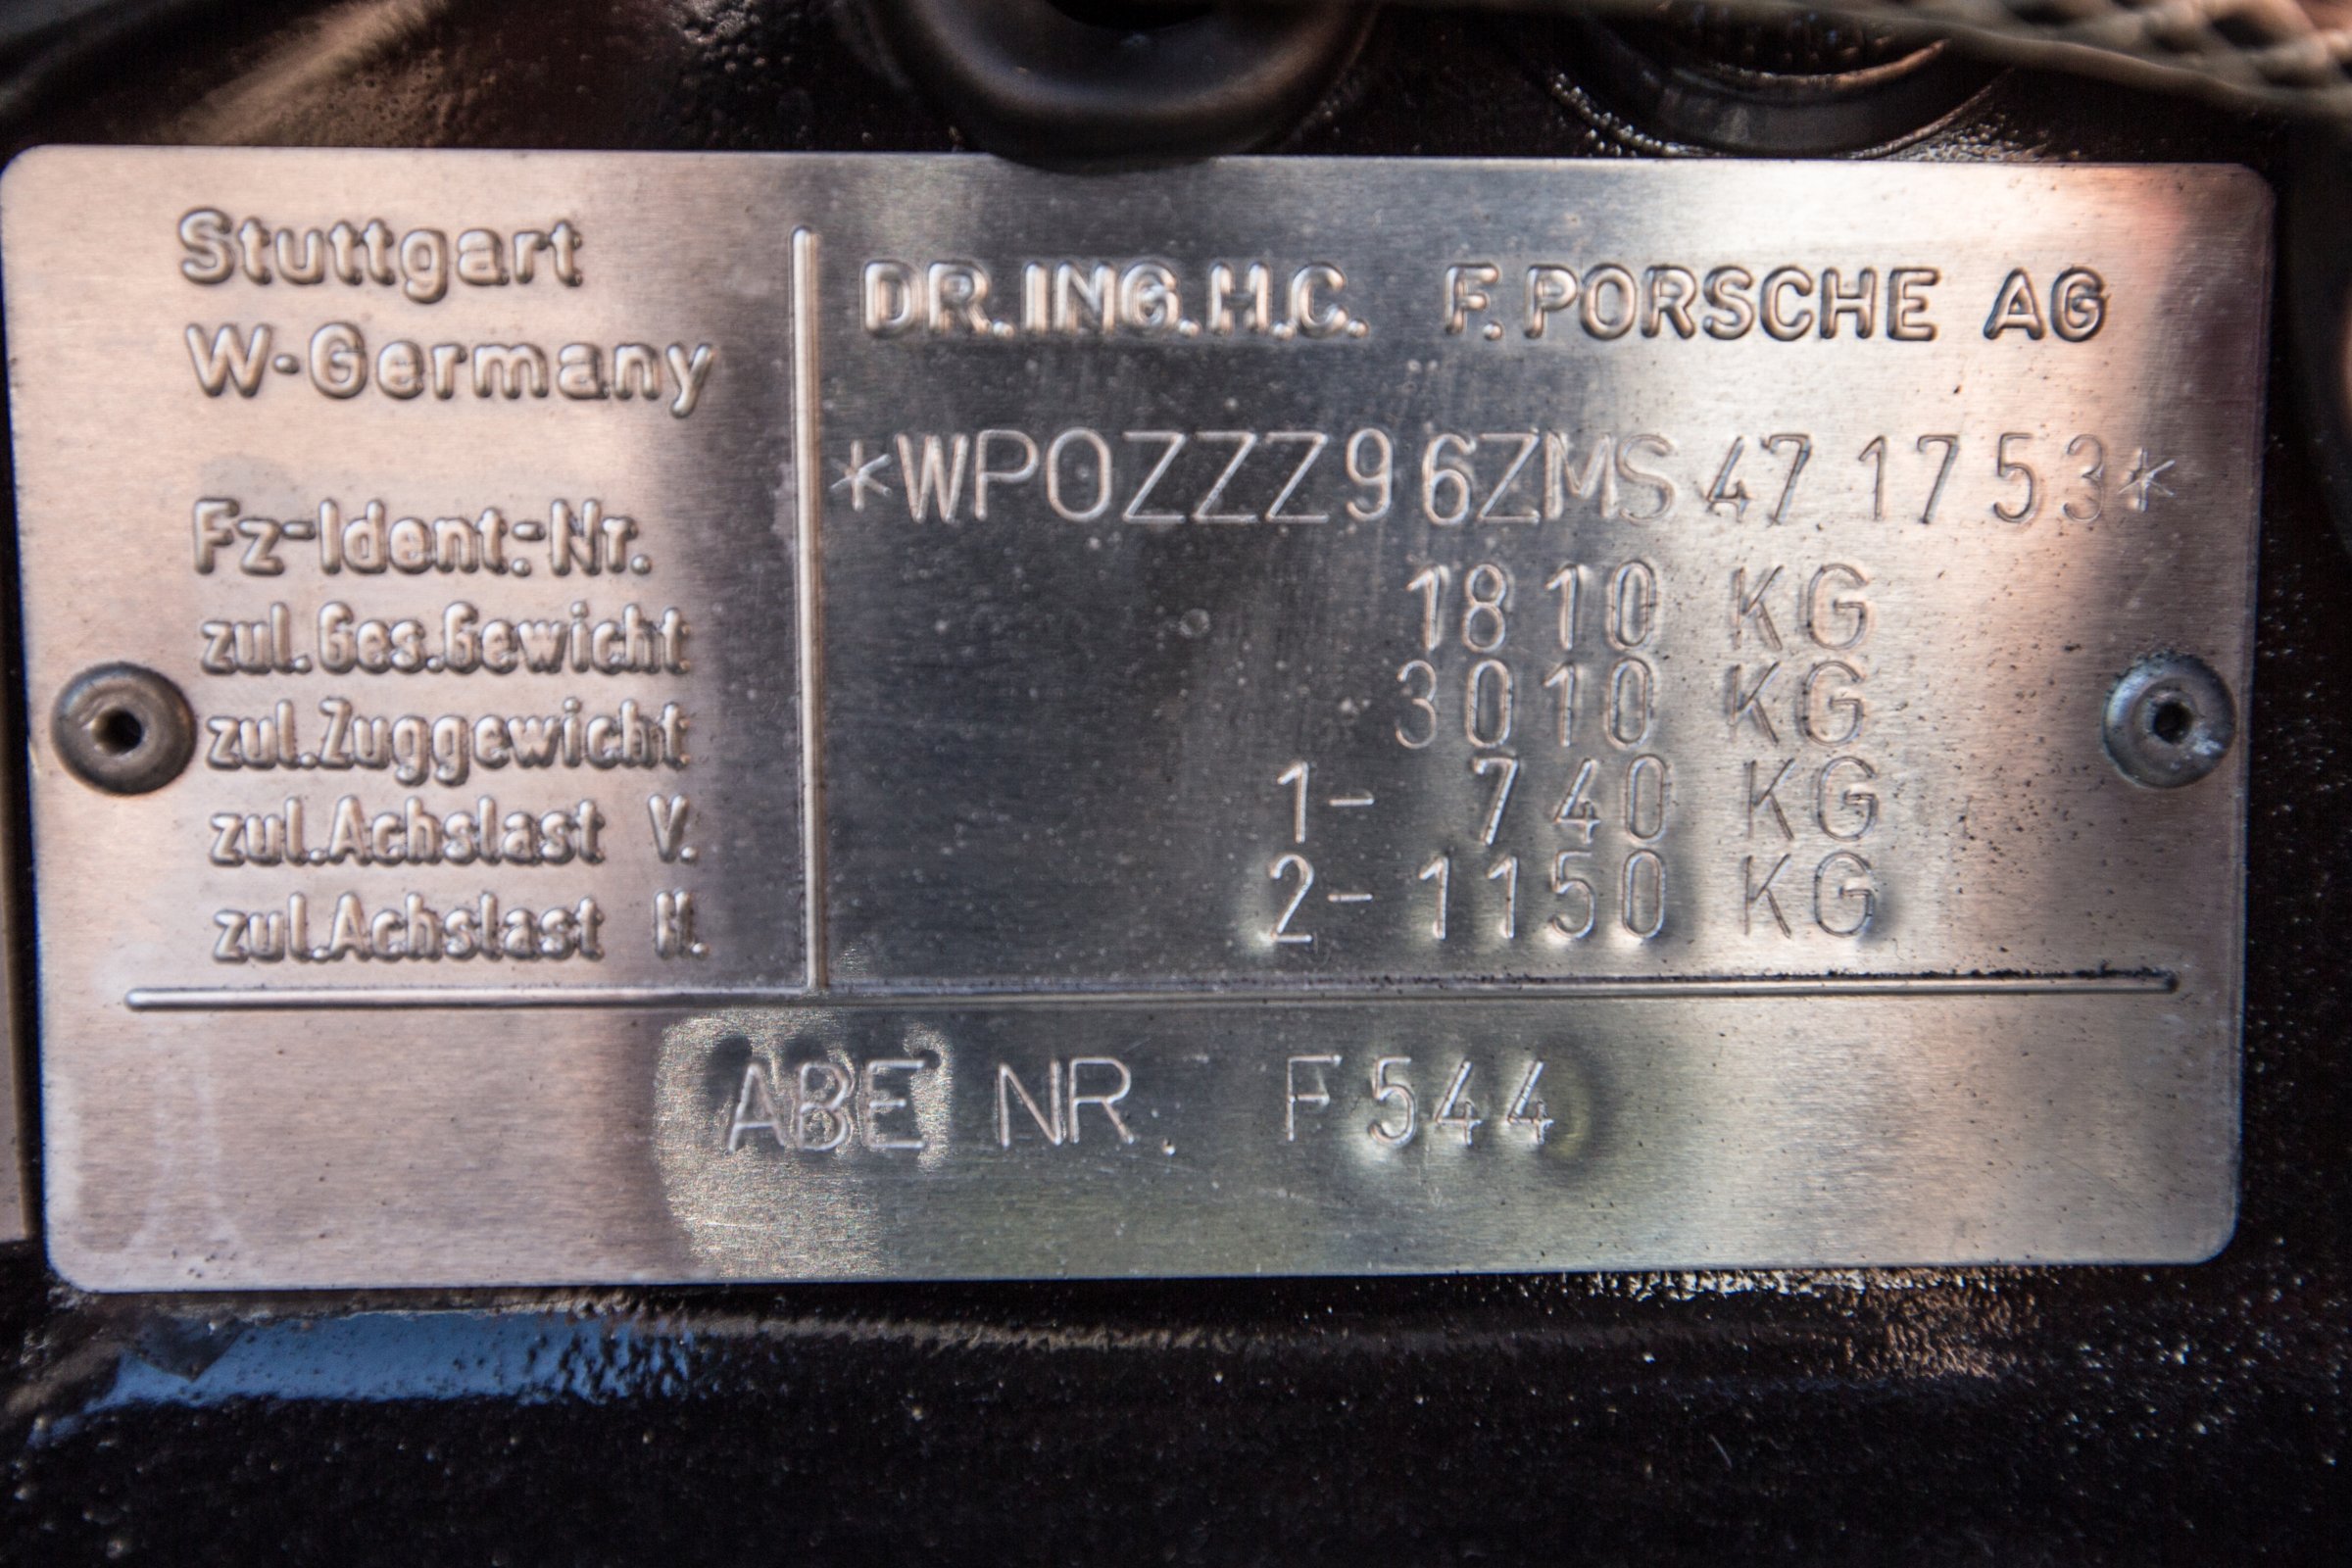 Stuttgart
W-Germany
DR.ING.H.C. F.PORSCHE AG
Fz-Ident.-Nr. *WP0ZZZ96ZMS471753*
zul.Ges.Gewicht 1810 KG
zul.Zuggewicht 3010 KG
zul.Achslast V. 1- 740 KG
zul.Achslast H. 2- 1150 KG
ABE NR. F544